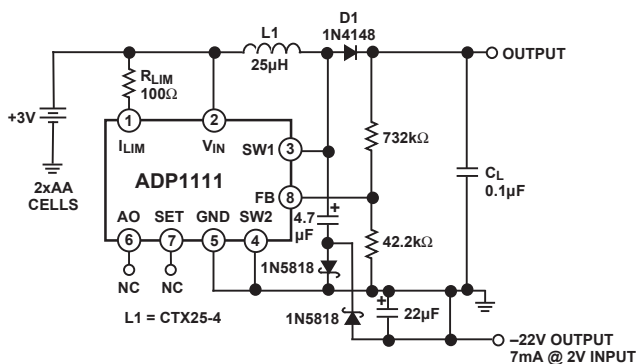 D1
1N4148
L1
25µH
OUTPUT
RLIM
100Ω
+3V
2xAA
CELLS
1
2
ILIM
VIN
SW1
3
ADP1111
FB
8
AO
SET
GND
SW2
6
7
5
4
NC
NC
L1 = CTX25-4
732kΩ
CL
0.1µF
4.7
µF
+
42.2kΩ
1N5818
1N5818
+
22µF
–22V OUTPUT
7mA @ 2V INPUT